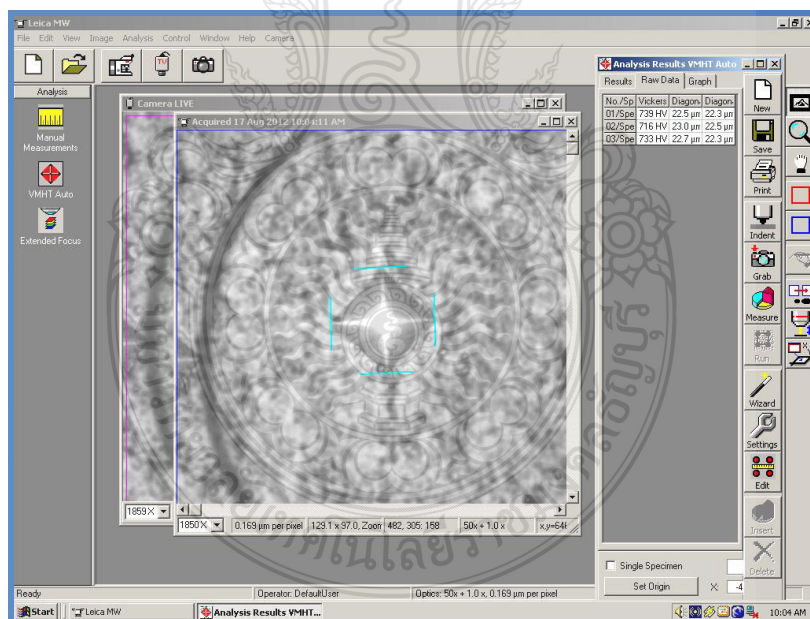 Leica MW
File Edit View Image Analysis Control Window Help Camera
TV
Analysis
Manual
Measurements
VMHT Auto
Extended Focus
Camera LIVE
Acquired 17 Aug 2012 10:04:11 AM
1859X
1850X 0.169 µm per pixel 129.1 x 97.0, Zoom 482, 305: 158 50x + 1.0 x
Analysis Results VMHT Auto
Results Raw Data Graph
No./Sp Vickers Diagon Diagon
01/Spe 739 HV 22.5 µm 22.3 µm
02/Spe 716 HV 23.0 µm 22.5 µm
03/Spe 733 HV 22.7 µm 22.3 µm
New
Save
Print
Indent
Grab
Measure
Run
Wizard
Settings
Edit
Insert
Delete
Single Specimen
Set Origin X: -4
Ready Operator: DefaultUser Optics: 50x + 1.0 x, 0.169 µm per pixel
Start Leica MW Analysis Results VMHT... 10:04 AM